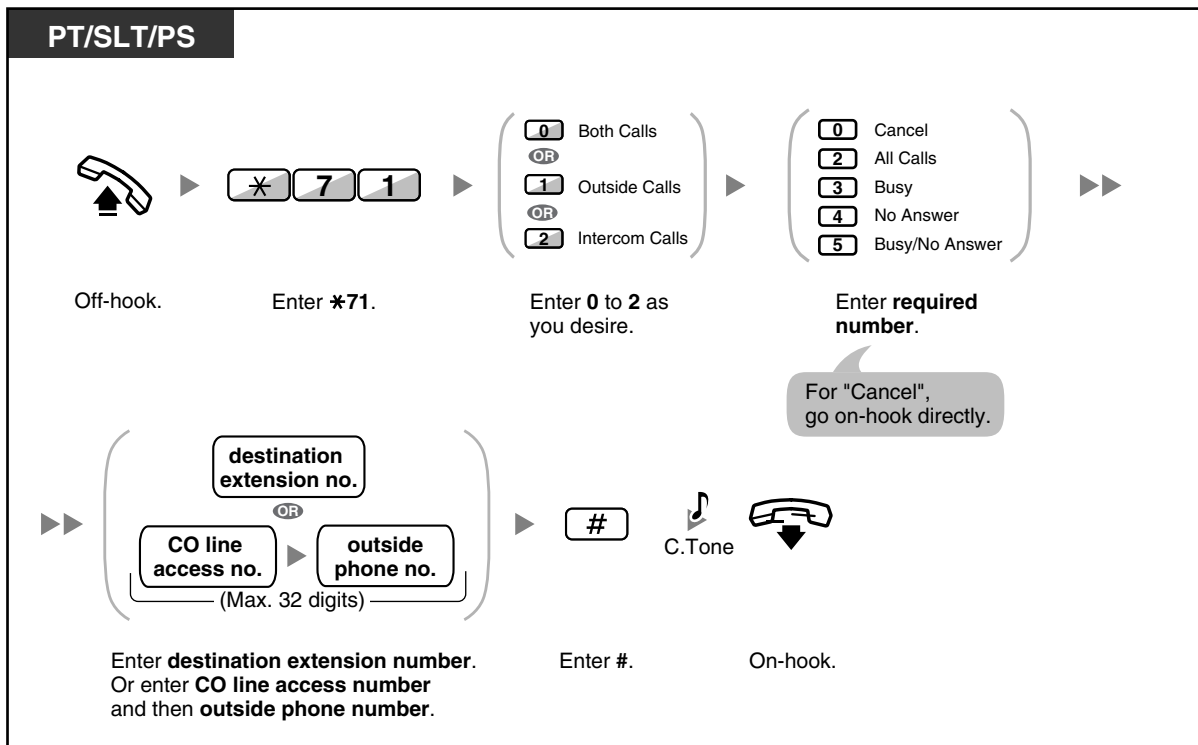 PT/SLT/PS
0 Both Calls
OR
1 Outside Calls
OR
2 Intercom Calls
0 Cancel
2 All Calls
3 Busy
4 No Answer
5 Busy/No Answer
* 7 1
Off-hook.
Enter *71.
Enter 0 to 2 as
you desire.
Enter required
number.
For "Cancel",
go on-hook directly.
destination
extension no.
OR
CO line
access no.
outside
phone no.
(Max. 32 digits)
#
C.Tone
Enter destination extension number.
Or enter CO line access number
and then outside phone number.
Enter #.
On-hook.